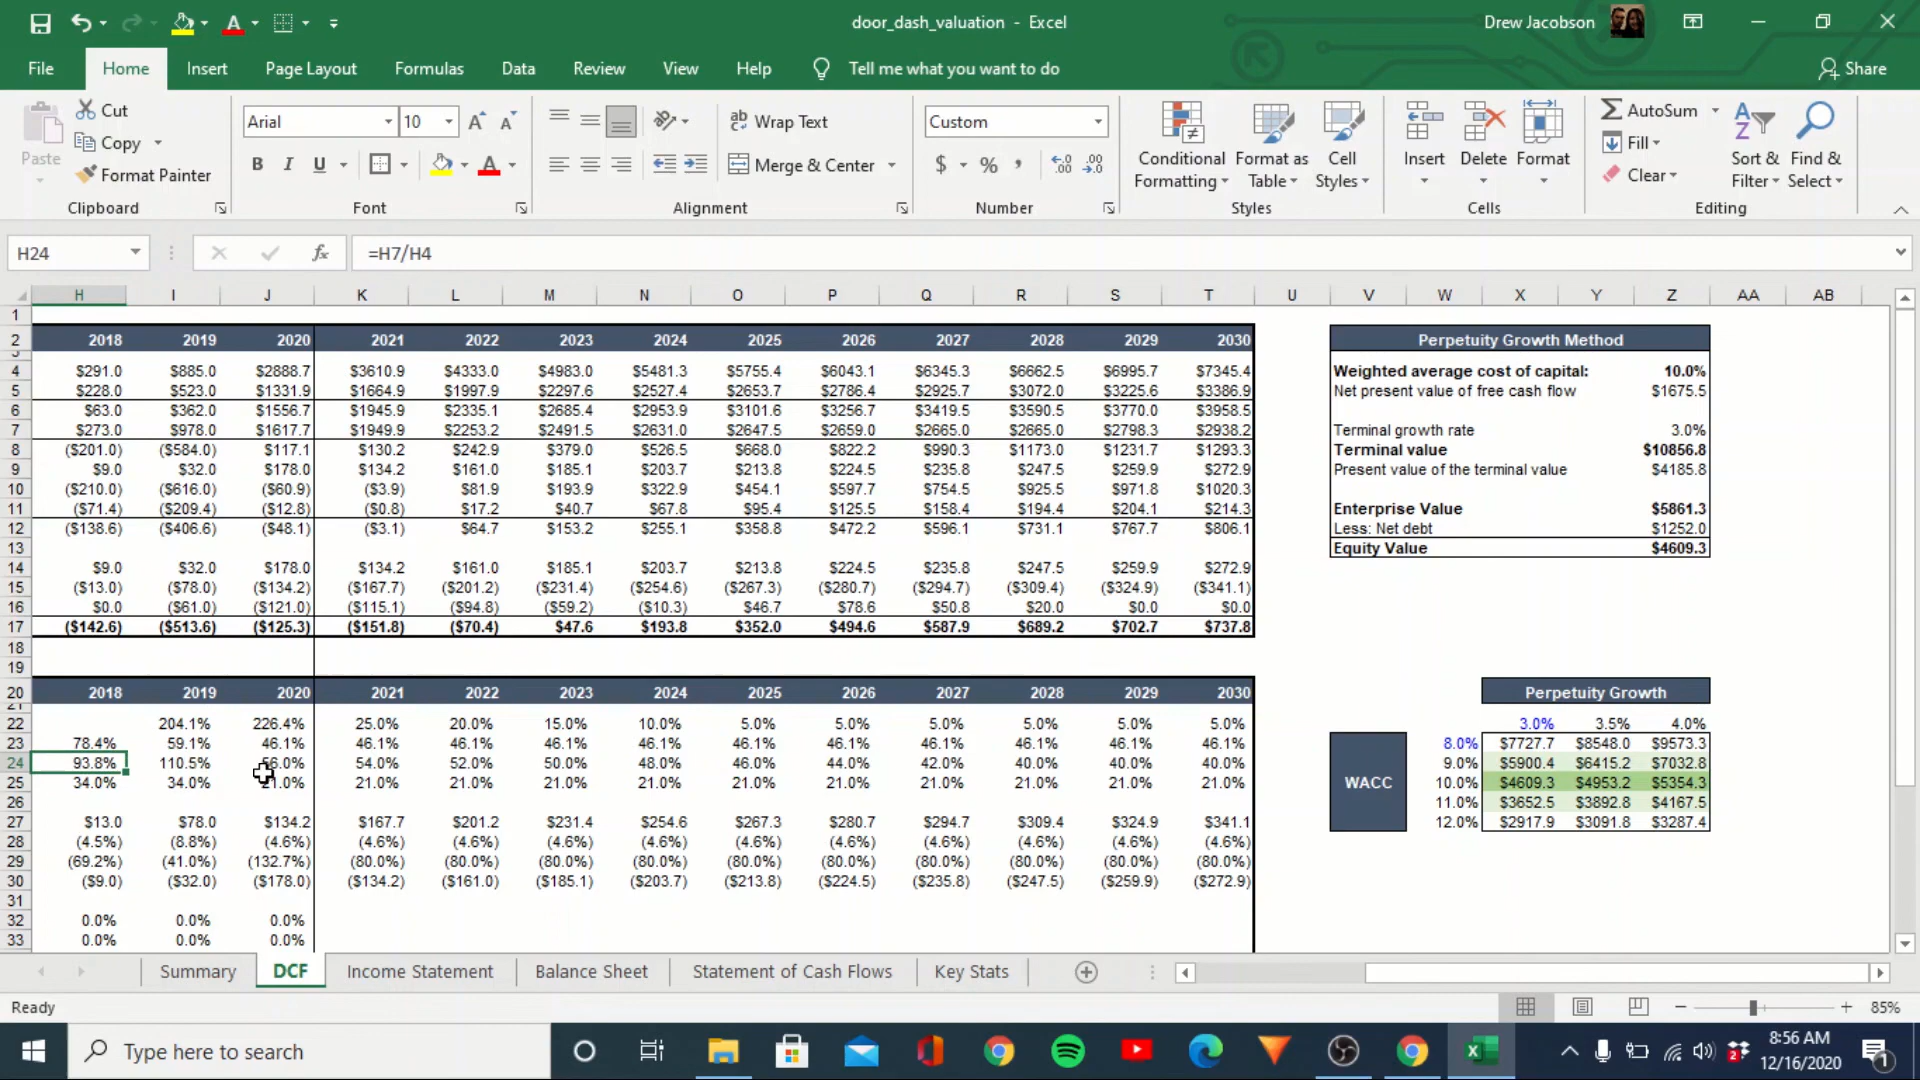 door_dash_valuation - Excel
Drew Jacobson
File Home Insert Page Layout Formulas Data Review View Help Tell me what you want to do Share
Paste Cut Copy Format Painter Clipboard
Arial 10 B I U A Font
Wrap Text Merge & Center Alignment
Custom $ % , Number
Conditional Formatting Format as Table Cell Styles Styles
Insert Delete Format Cells
AutoSum Fill Clear Sort & Filter Find & Select Editing
H24 fx =H7/H4
H I J K L M N O P Q R S T U V W X Y Z AA AB
1
2 2018 2019 2020 2021 2022 2023 2024 2025 2026 2027 2028 2029 2030 Perpetuity Growth Method
4 $291.0 $885.0 $2888.7 $3610.9 $4333.0 $4983.0 $5481.3 $5755.4 $6043.1 $6345.3 $6662.5 $6995.7 $7345.4 Weighted average cost of capital: 10.0%
5 $228.0 $523.0 $1331.9 $1664.9 $1997.9 $2297.6 $2527.4 $2653.7 $2786.4 $2925.7 $3072.0 $3225.6 $3386.9 Net present value of free cash flow $1675.5
6 $63.0 $362.0 $1556.7 $1945.9 $2335.1 $2685.4 $2953.9 $3101.6 $3256.7 $3419.5 $3590.5 $3770.0 $3958.5
7 $273.0 $978.0 $1617.7 $1949.9 $2253.2 $2491.5 $2631.0 $2647.5 $2659.0 $2665.0 $2665.0 $2798.3 $2938.2 Terminal growth rate 3.0%
8 ($201.0) ($584.0) $117.1 $130.2 $242.9 $379.0 $526.5 $668.0 $822.2 $990.3 $1173.0 $1231.7 $1293.3 Terminal value $10856.8
9 $9.0 $32.0 $178.0 $134.2 $161.0 $185.1 $203.7 $213.8 $224.5 $235.8 $247.5 $259.9 $272.9 Present value of the terminal value $4185.8
10 ($210.0) ($616.0) ($60.9) ($3.9) $81.9 $193.9 $322.9 $454.1 $597.7 $754.5 $925.5 $971.8 $1020.3
11 ($71.4) ($209.4) ($12.8) ($0.8) $17.2 $40.7 $67.8 $95.4 $125.5 $158.4 $194.4 $204.1 $214.3 Enterprise Value $5861.3
12 ($138.6) ($406.6) ($48.1) ($3.1) $64.7 $153.2 $255.1 $358.8 $472.2 $596.1 $731.1 $767.7 $806.1 Less: Net debt $1252.0
13 Equity Value $4609.3
14 $9.0 $32.0 $178.0 $134.2 $161.0 $185.1 $203.7 $213.8 $224.5 $235.8 $247.5 $259.9 $272.9
15 ($13.0) ($78.0) ($134.2) ($167.7) ($201.2) ($231.4) ($254.6) ($267.3) ($280.7) ($294.7) ($309.4) ($324.9) ($341.1)
16 $0.0 ($61.0) ($121.0) ($115.1) ($94.8) ($59.2) ($10.3) $46.7 $78.6 $50.8 $20.0 $0.0 $0.0
17 ($142.6) ($513.6) ($125.3) ($151.8) ($70.4) $47.6 $193.8 $352.0 $494.6 $587.9 $689.2 $702.7 $737.8
18
19
20 2018 2019 2020 2021 2022 2023 2024 2025 2026 2027 2028 2029 2030 Perpetuity Growth
22 204.1% 226.4% 25.0% 20.0% 15.0% 10.0% 5.0% 5.0% 5.0% 5.0% 5.0% 5.0% 3.0% 3.5% 4.0%
23 78.4% 59.1% 46.1% 46.1% 46.1% 46.1% 46.1% 46.1% 46.1% 46.1% 46.1% 46.1% 46.1% 8.0% $7727.7 $8548.0 $9573.3
24 93.8% 110.5% 56.0% 54.0% 52.0% 50.0% 48.0% 46.0% 44.0% 42.0% 40.0% 40.0% 40.0% 9.0% $5900.4 $6415.2 $7032.8
25 34.0% 34.0% 21.0% 21.0% 21.0% 21.0% 21.0% 21.0% 21.0% 21.0% 21.0% 21.0% 21.0% WACC 10.0% $4609.3 $4953.2 $5354.3
26 11.0% $3652.5 $3892.8 $4167.5
27 $13.0 $78.0 $134.2 $167.7 $201.2 $231.4 $254.6 $267.3 $280.7 $294.7 $309.4 $324.9 $341.1 12.0% $2917.9 $3091.8 $3287.4
28 (4.5%) (8.8%) (4.6%) (4.6%) (4.6%) (4.6%) (4.6%) (4.6%) (4.6%) (4.6%) (4.6%) (4.6%) (4.6%)
29 (69.2%) (41.0%) (132.7%) (80.0%) (80.0%) (80.0%) (80.0%) (80.0%) (80.0%) (80.0%) (80.0%) (80.0%) (80.0%)
30 ($9.0) ($32.0) ($178.0) ($134.2) ($161.0) ($185.1) ($203.7) ($213.8) ($224.5) ($235.8) ($247.5) ($259.9) ($272.9)
31
32 0.0% 0.0% 0.0%
33 0.0% 0.0% 0.0%
Summary DCF Income Statement Balance Sheet Statement of Cash Flows Key Stats
Ready 85%
Type here to search
8:56 AM
12/16/2020
1